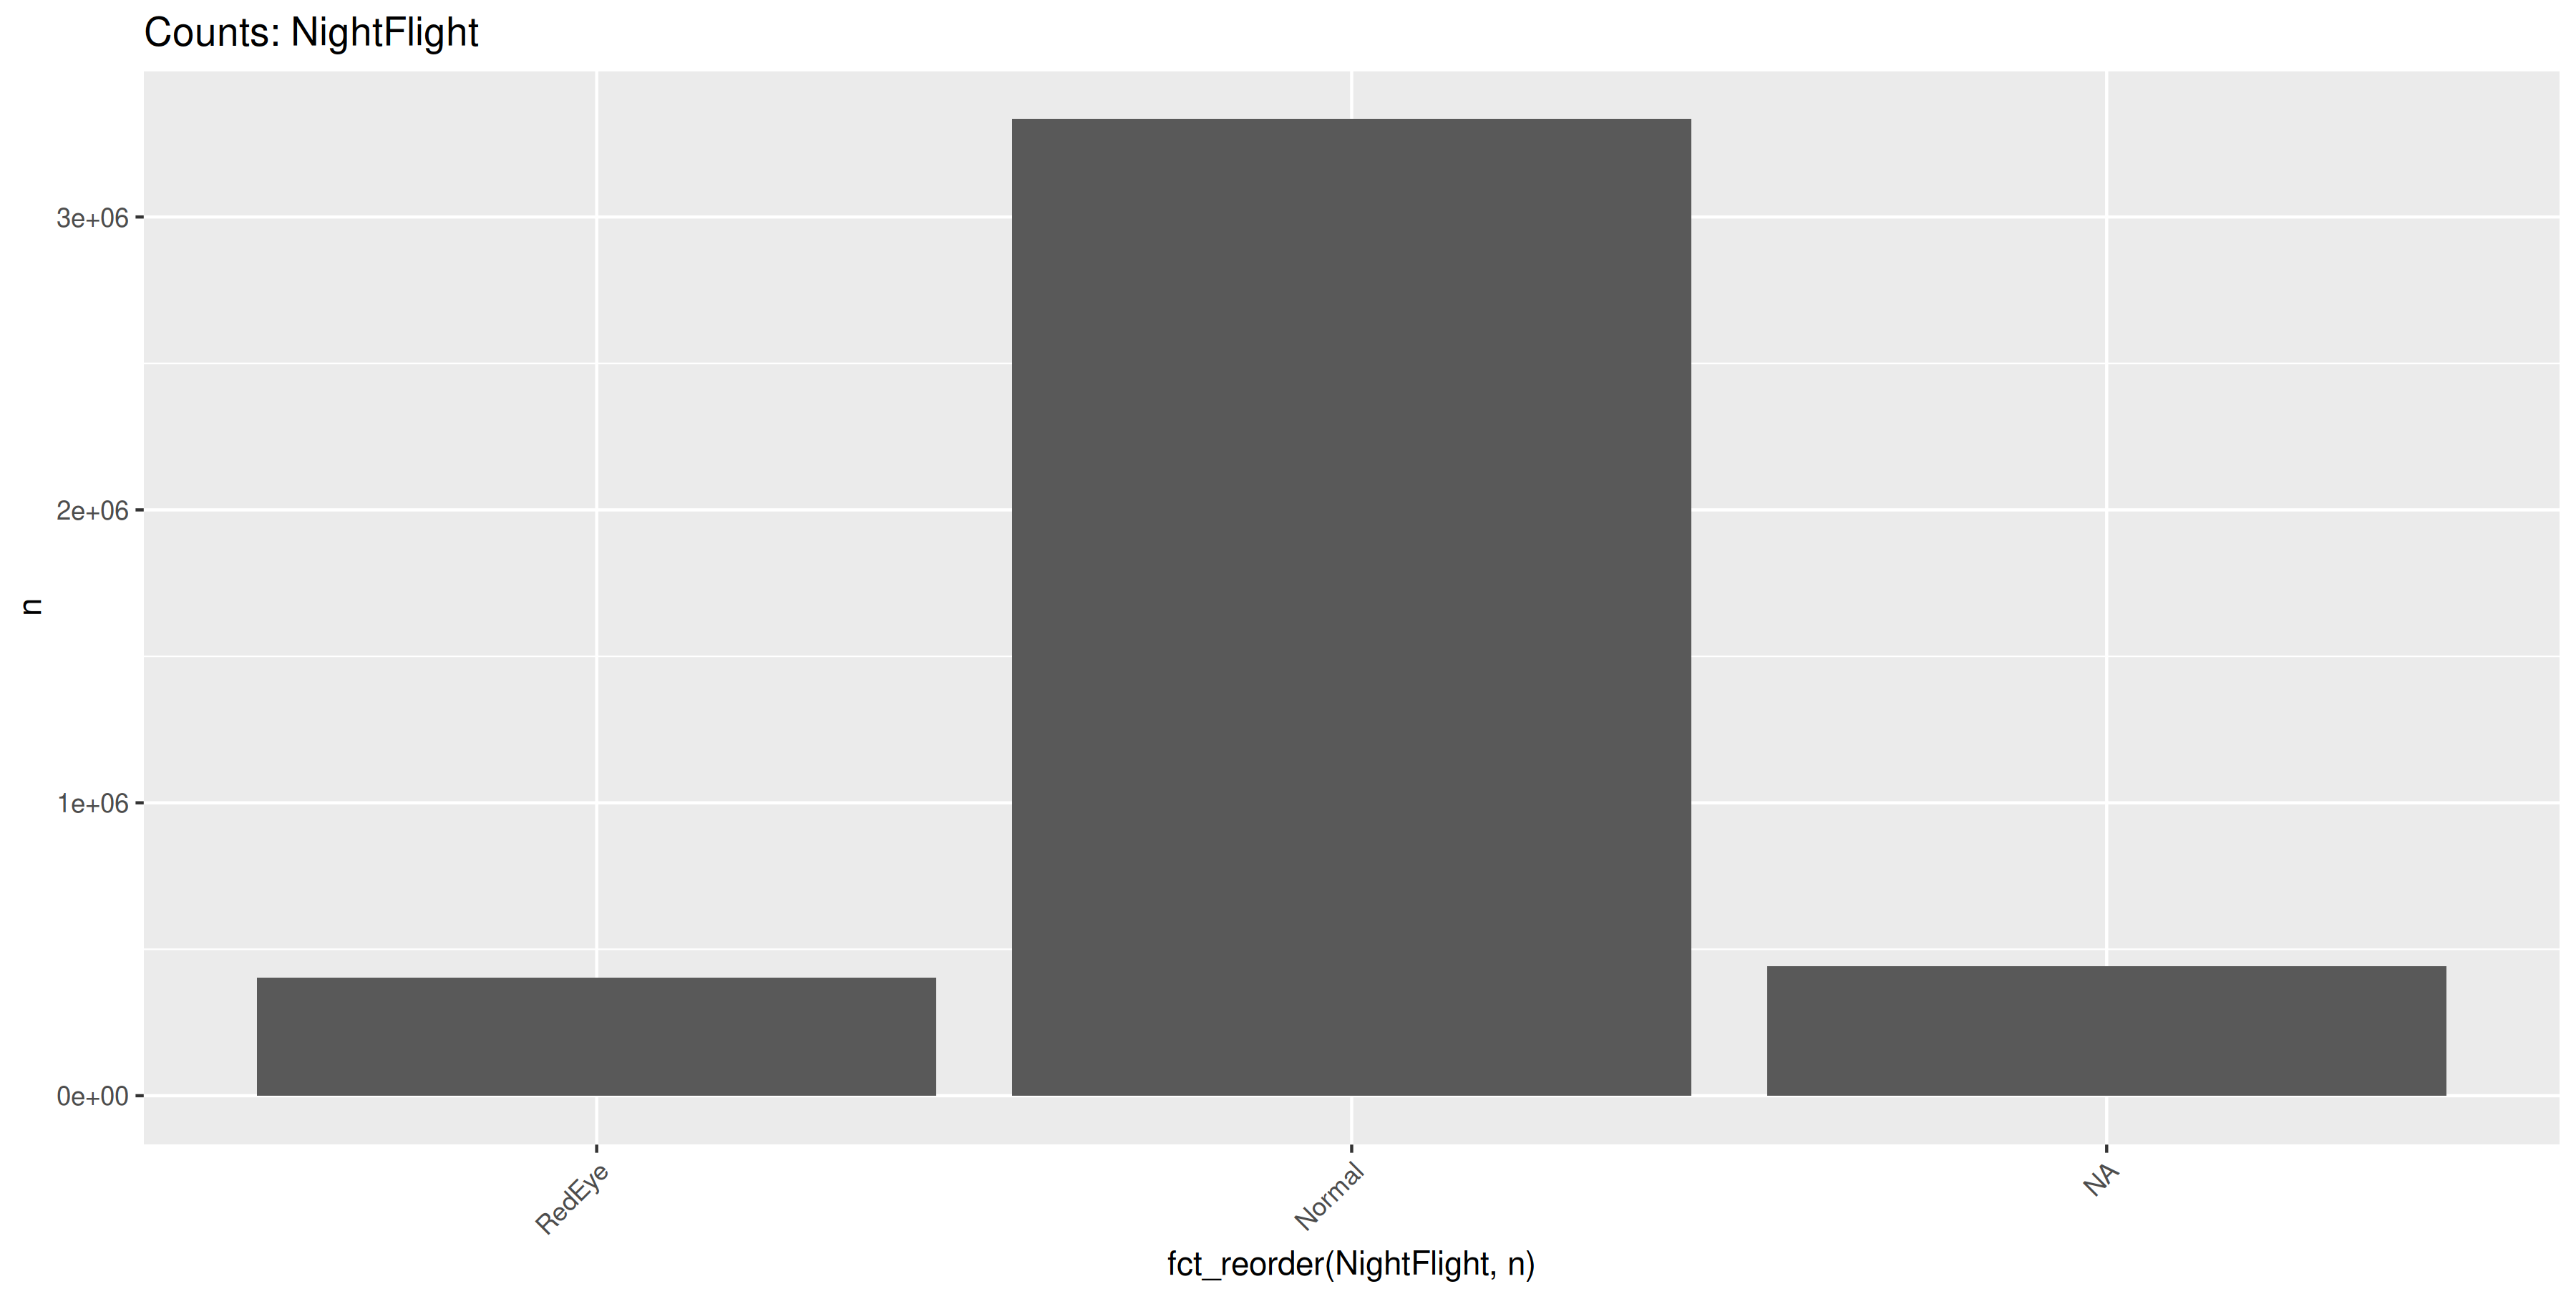 Counts: NightFlight
3e+06
2e+06
1e+06
0e+00
n
RedEye
Normal
NA
fct_reorder(NightFlight, n)